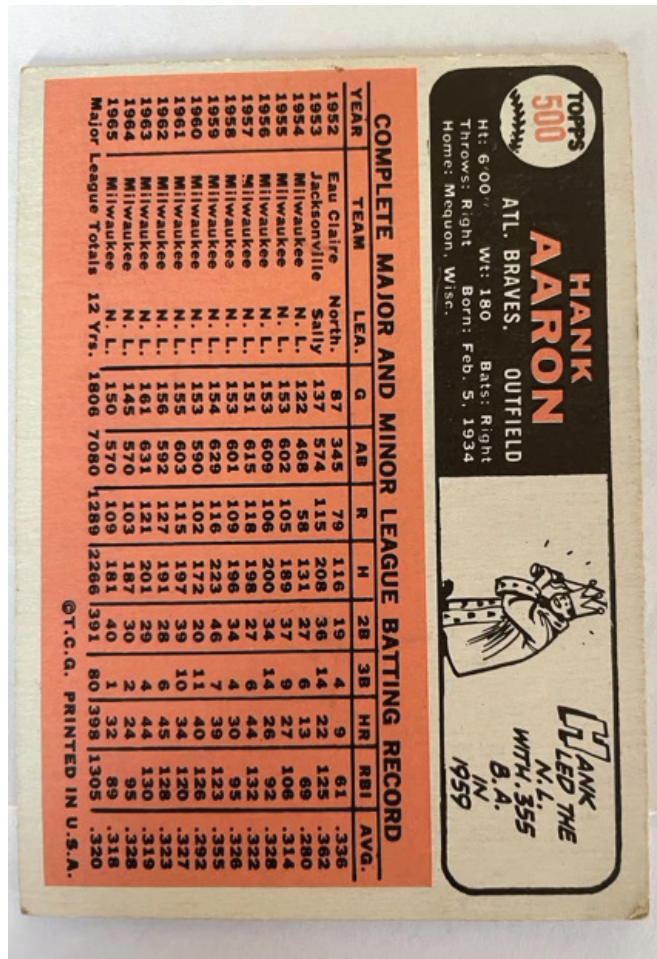 TOPPS
500
HANK
AARON
ATL. BRAVES. OUTFIELD
Ht: 6'00" Wt: 180 Bats: Right
Throws: Right Born: Feb. 5, 1934
Home: Mequon, Wisc.
HANK
LED THE
N.L.
WITH .355
B.A.
IN
1959
COMPLETE MAJOR AND MINOR LEAGUE BATTING RECORD
YEAR TEAM LEA. G AB R H 2B 3B HR RBI AVG.
1952 Eau Claire North. 87 345 79 116 19 4 9 61 .336
1953 Jacksonville Sally 137 574 115 208 36 14 22 125 .362
1954 Milwaukee N. L. 122 468 58 131 27 6 13 69 .280
1955 Milwaukee N. L. 153 602 105 189 37 9 27 106 .314
1956 Milwaukee N. L. 153 609 106 200 34 14 26 92 .328
1957 Milwaukee N. L. 151 615 118 198 27 6 44 132 .322
1958 Milwaukee N. L. 153 601 109 196 34 4 30 95 .326
1959 Milwaukee N. L. 154 629 116 223 46 7 39 123 .355
1960 Milwaukee N. L. 153 590 102 172 20 11 40 126 .292
1961 Milwaukee N. L. 155 603 115 197 39 10 34 120 .327
1962 Milwaukee N. L. 156 592 127 191 28 6 45 128 .323
1963 Milwaukee N. L. 161 631 121 201 29 4 44 130 .319
1964 Milwaukee N. L. 145 570 103 187 30 2 24 95 .328
1965 Milwaukee N. L. 150 570 109 181 40 1 32 89 .318
Major League Totals 12 Yrs. 1806 7080 1289 2266 391 80 398 1305 .320
©T.C.G. PRINTED IN U.S.A.